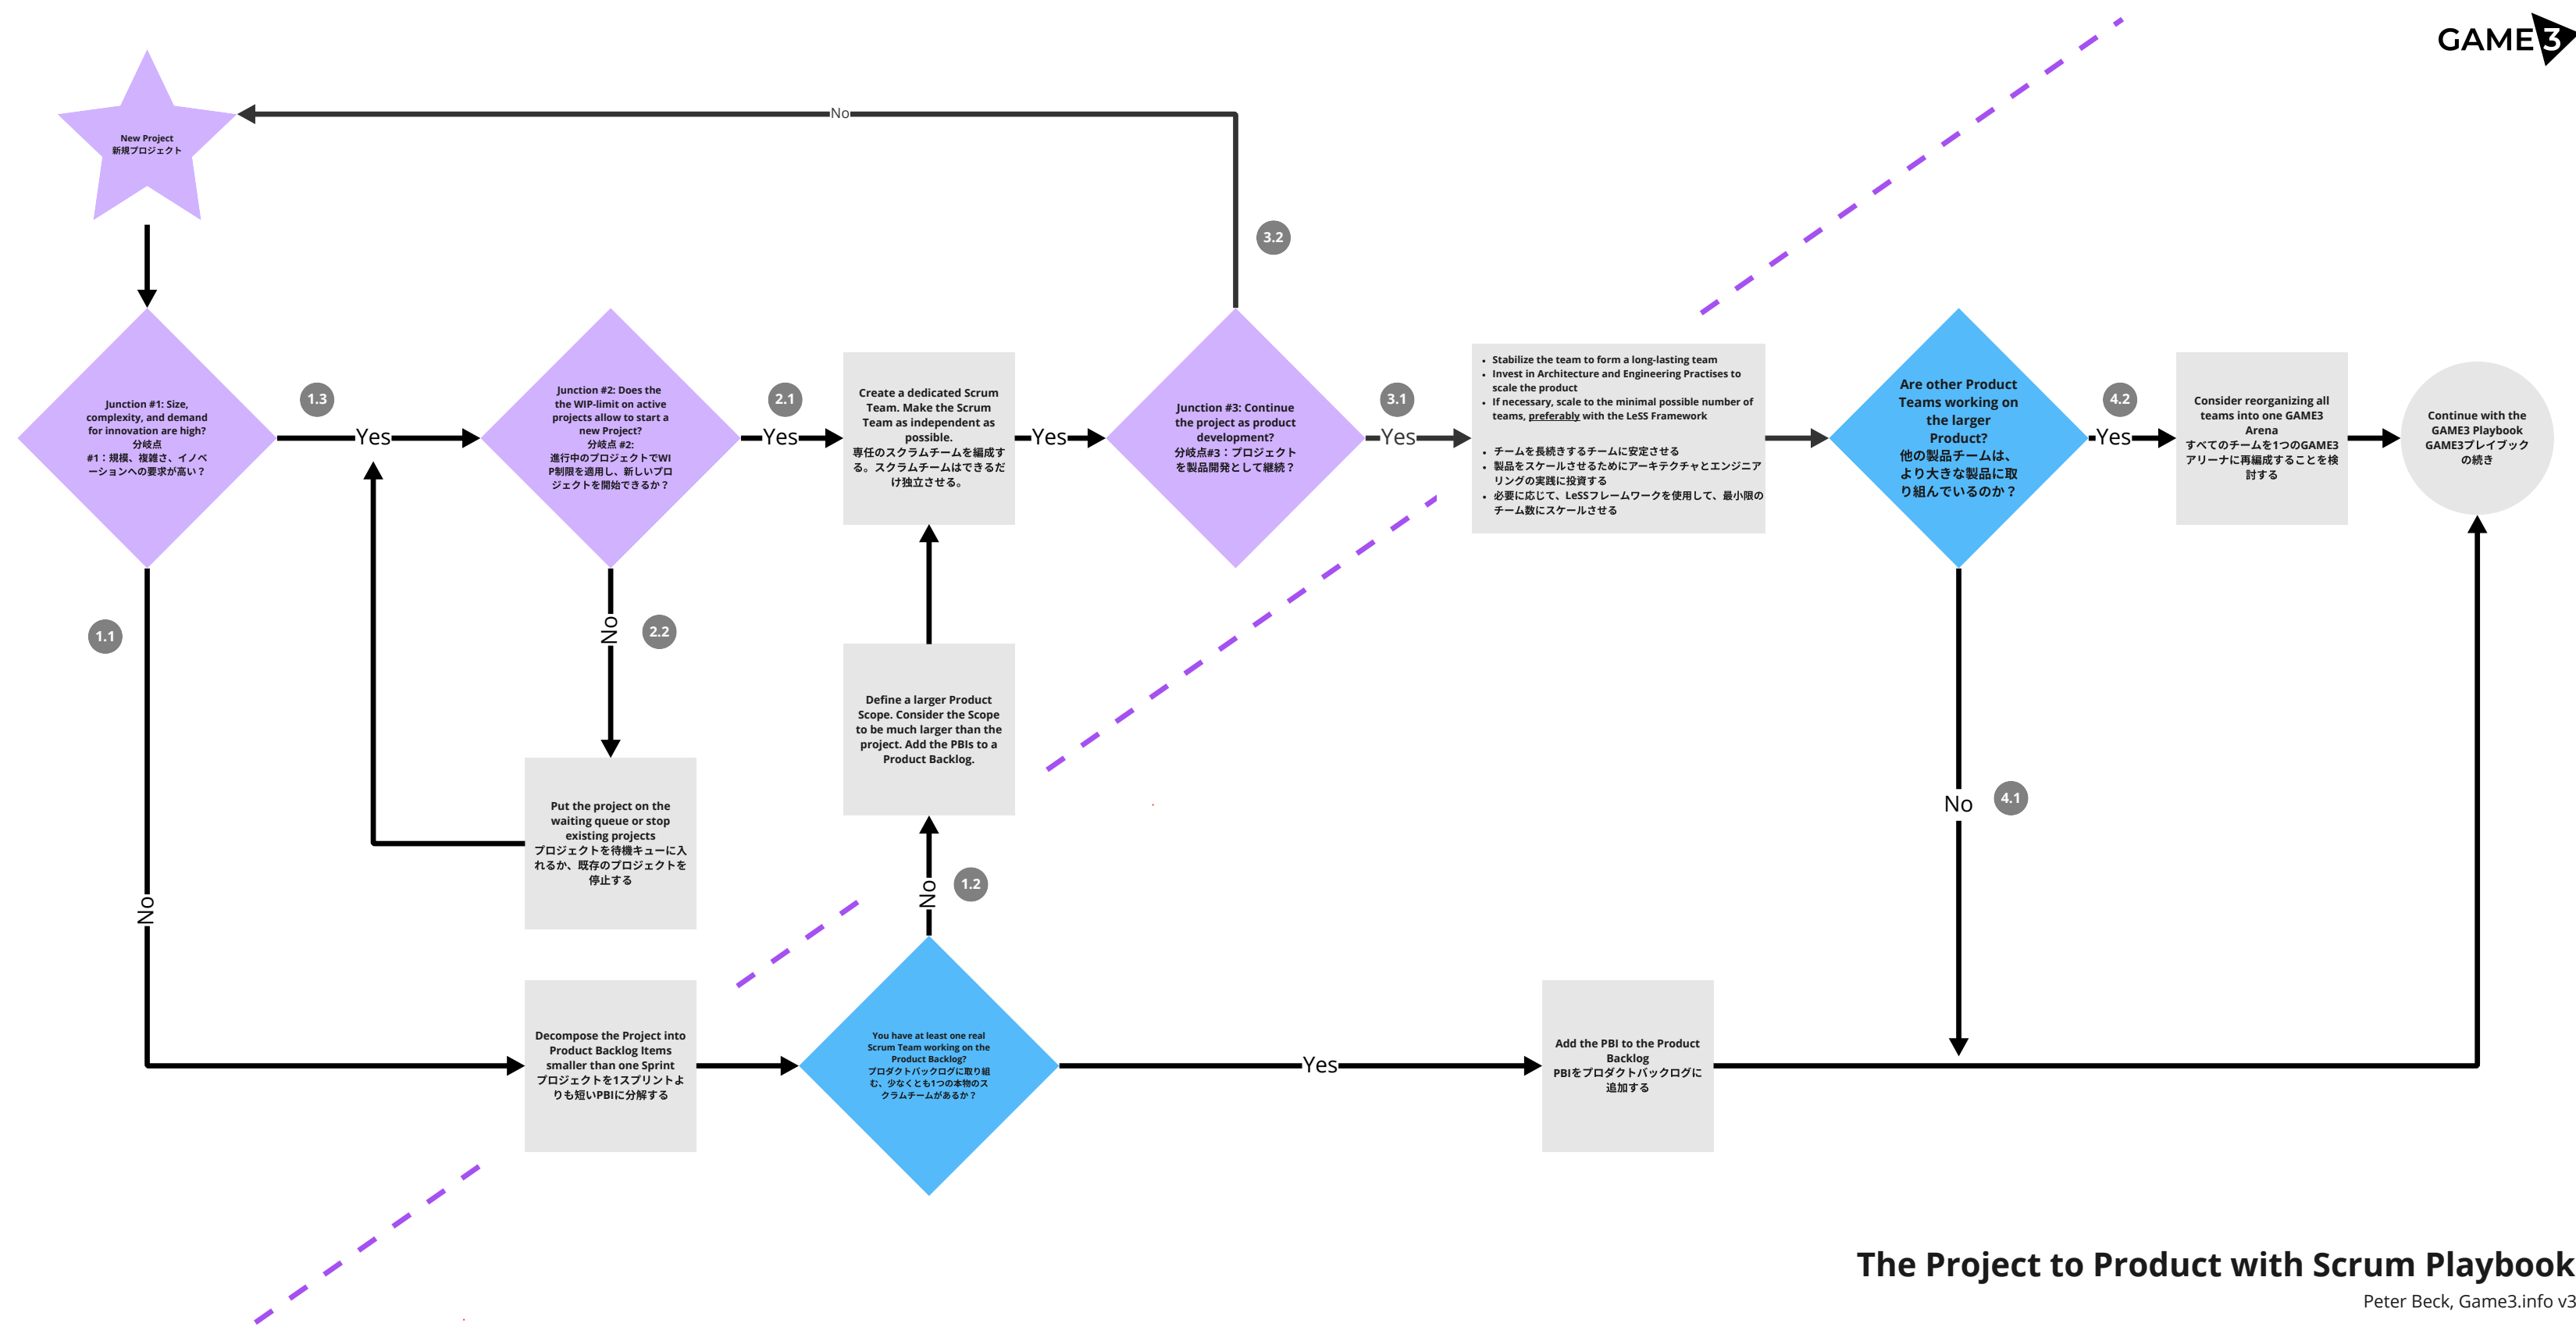 GAME 3
No
New Project
新規プロジェクト
3.2
Junction #1: Size,
complexity, and demand
for innovation are high?
分岐点
#1：規模、複雑さ、イノベ
ーションへの要求が高い？
1.3
Yes
Junction #2: Does the
the WIP-limit on active
projects allow to start a
new Project?
分岐点 #2:
進行中のプロジェクトでWI
P制限を適用し、新しいプロ
ジェクトを開始できるか？
2.1
Yes
Create a dedicated Scrum
Team. Make the Scrum
Team as independent as
possible.
専任のスクラムチームを編成す
る。スクラムチームはできるだ
け独立させる。
Yes
Junction #3: Continue
the project as product
development?
分岐点#3：プロジェクト
を製品開発として継続？
3.1
Yes
• Stabilize the team to form a long-lasting team
• Invest in Architecture and Engineering Practises to
scale the product
• If necessary, scale to the minimal possible number of
teams, preferably with the LeSS Framework
• チームを長続きするチームに安定させる
• 製品をスケールさせるためにアーキテクチャとエンジニア
リングの実践に投資する
• 必要に応じて、LeSSフレームワークを使用して、最小限の
チーム数にスケールさせる
Are other Product
Teams working on
the larger
Product?
他の製品チームは、
より大きな製品に取
り組んでいるのか？
4.2
Yes
Consider reorganizing all
teams into one GAME3
Arena
すべてのチームを1つのGAME3
アリーナに再編成することを検
討する
Continue with the
GAME3 Playbook
GAME3プレイブック
の続き
1.1
No
No
2.2
Put the project on the
waiting queue or stop
existing projects
プロジェクトを待機キューに入
れるか、既存のプロジェクトを
停止する
Define a larger Product
Scope. Consider the Scope
to be much larger than the
project. Add the PBIs to a
Product Backlog.
No
1.2
No
4.1
Decompose the Project into
Product Backlog Items
smaller than one Sprint
プロジェクトを1スプリントよ
りも短いPBIに分解する
You have at least one real
Scrum Team working on the
Product Backlog?
プロダクトバックログに取り組
む、少なくとも1つの本物のス
クラムチームがあるか？
Yes
Add the PBI to the Product
Backlog
PBIをプロダクトバックログに
追加する
The Project to Product with Scrum Playbook
Peter Beck, Game3.info v3